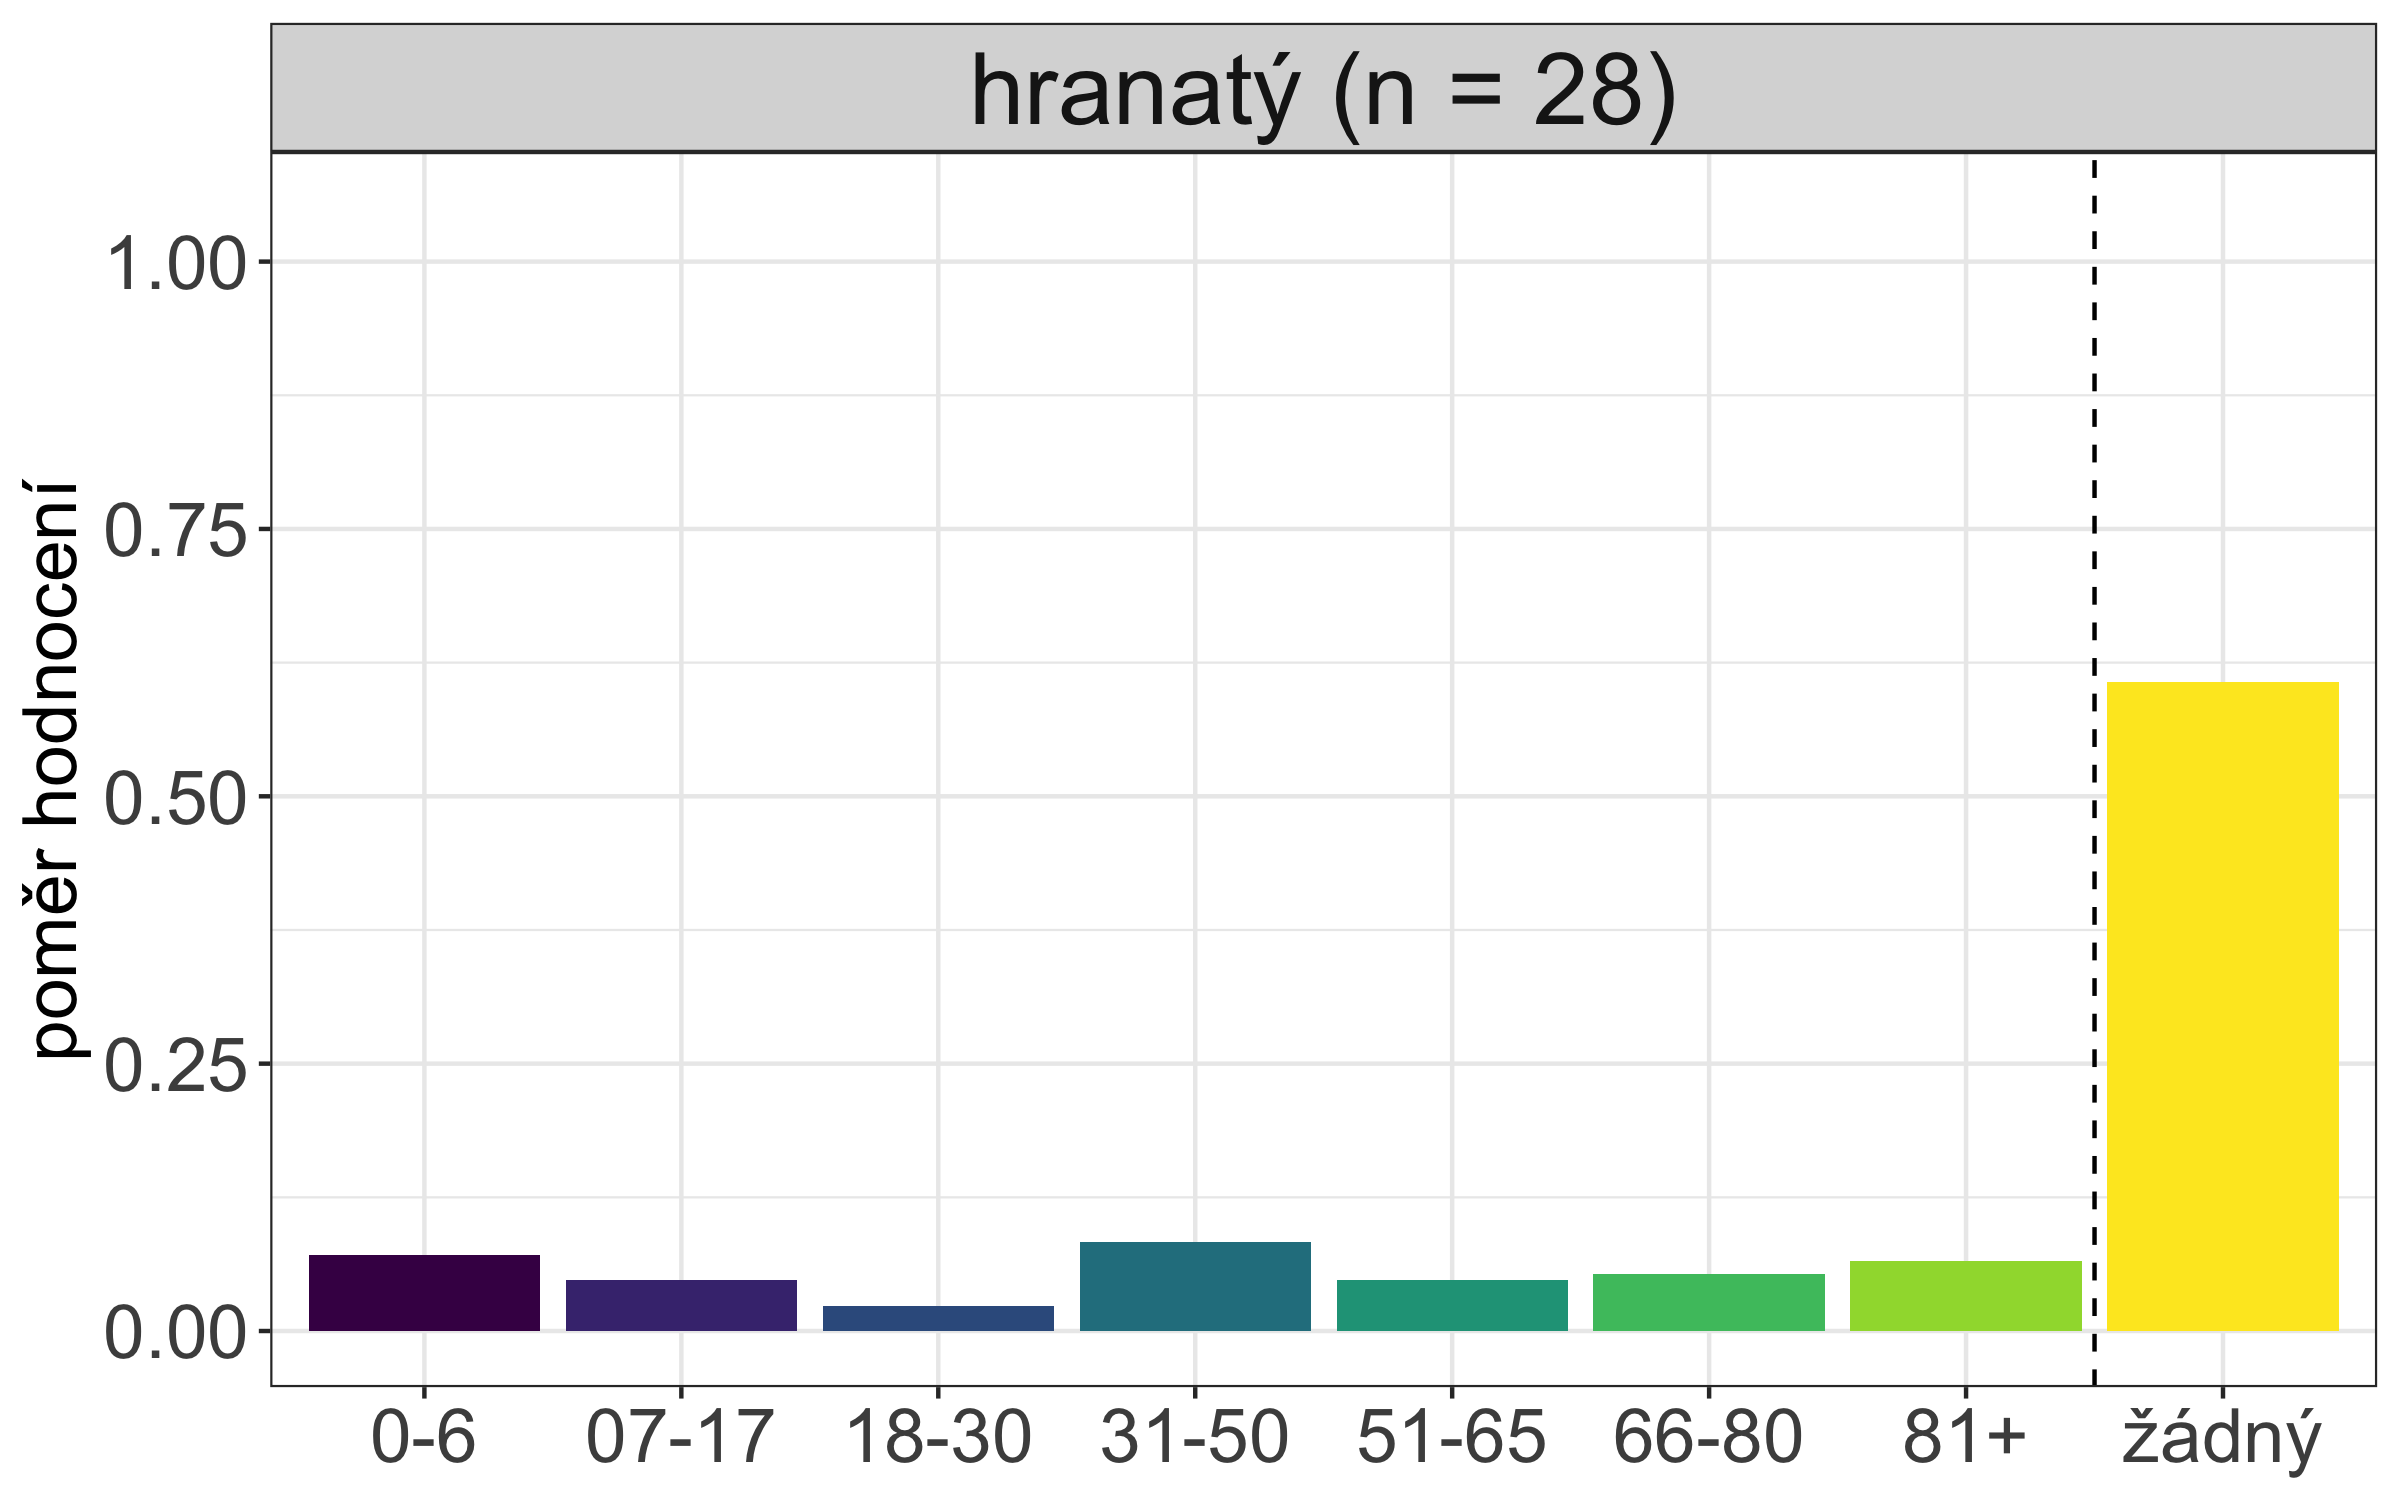 hranatý (n = 28)
poměr hodnocení
1.00
0.75
0.50
0.25
0.00
0-6 07-17 18-30 31-50 51-65 66-80 81+ žádný